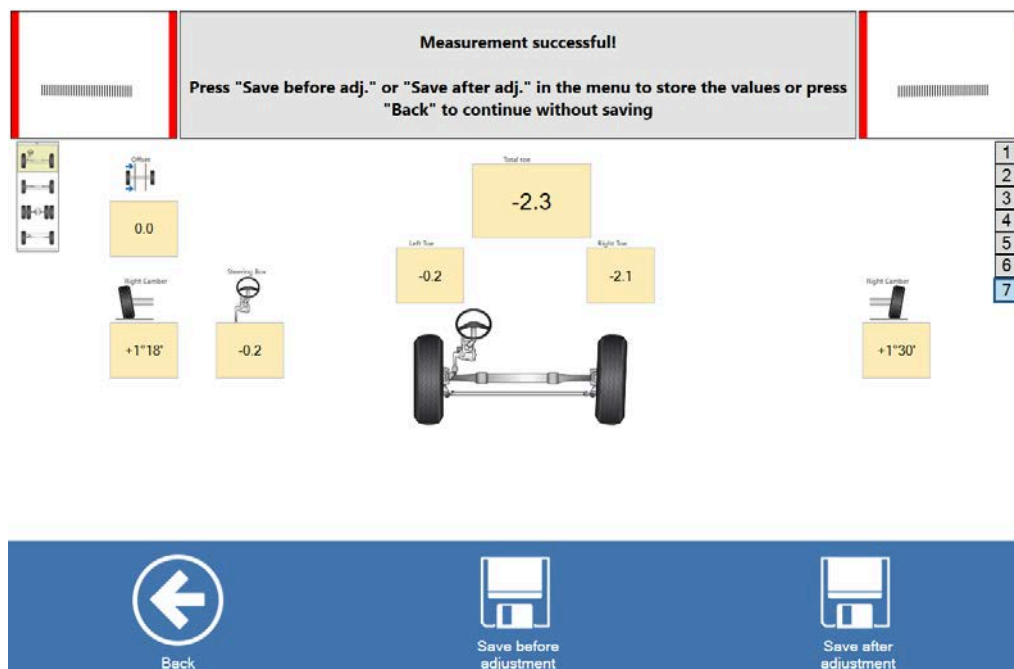 Measurement successful!
Press "Save before adj." or "Save after adj." in the menu to store the values or press
"Back" to continue without saving
1
2
3
4
5
6
7
Offset
0.0
Total toe
-2.3
Left Toe
-0.2
Right Toe
-2.1
Right Camber
+1°18'
Steering Box
-0.2
Right Camber
+1°30'
Back
Save before
adjustment
Save after
adjustment